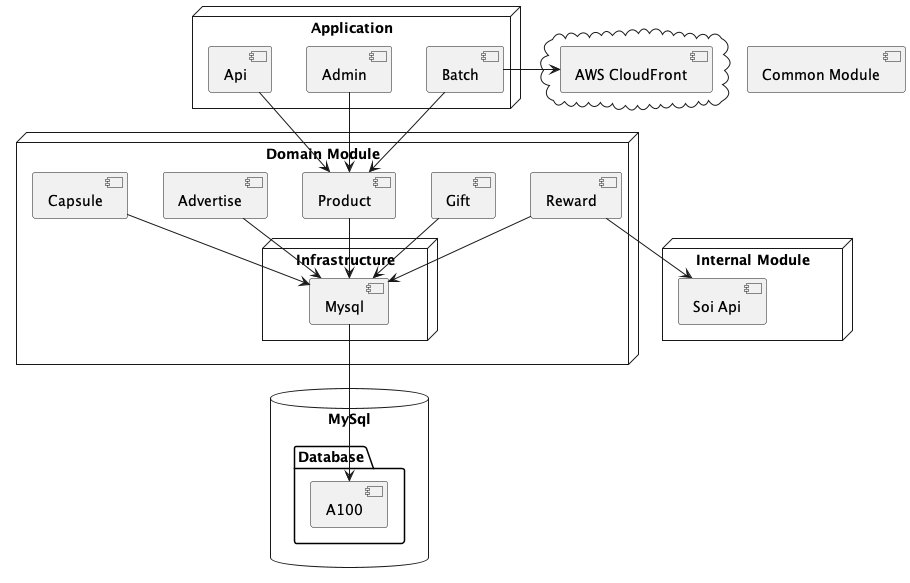 Application
Api
Admin
Batch
AWS CloudFront
Common Module
Domain Module
Capsule
Advertise
Product
Gift
Reward
Infrastructure
Mysql
Internal Module
Soi Api
MySql
Database
A100